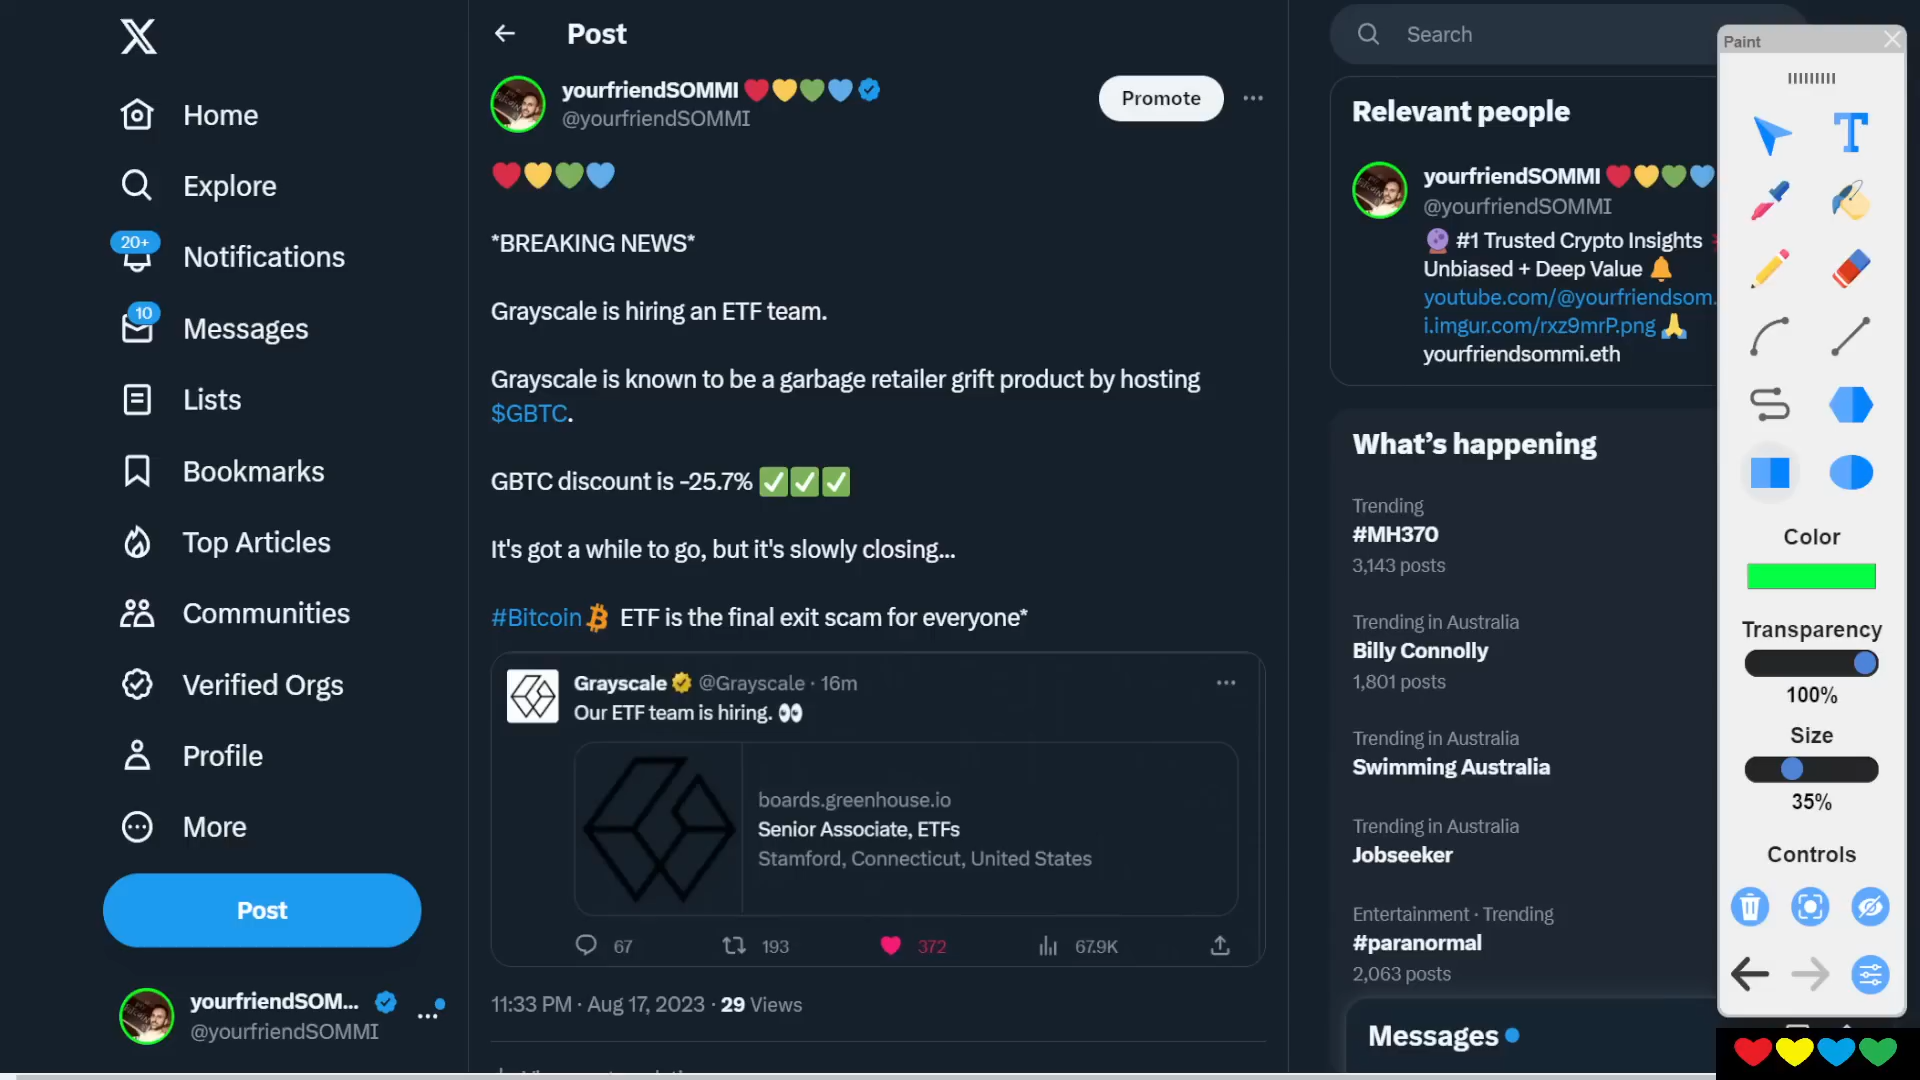 Home
Explore
20+
Notifications
10
Messages
Lists
Bookmarks
Top Articles
Communities
Verified Orgs
Profile
More
Post
yourfriendSOM...
@yourfriendSOMMI
Post
yourfriendSOMMI
@yourfriendSOMMI
Promote
*BREAKING NEWS*
Grayscale is hiring an ETF team.
Grayscale is known to be a garbage retailer grift product by hosting
$GBTC.
GBTC discount is -25.7% ✅✅✅
It's got a while to go, but it's slowly closing...
#Bitcoin ETF is the final exit scam for everyone*
Grayscale @Grayscale · 16m
Our ETF team is hiring. 👀
boards.greenhouse.io
Senior Associate, ETFs
Stamford, Connecticut, United States
67 193 372 67.9K
11:33 PM · Aug 17, 2023 · 29 Views
Search
Relevant people
yourfriendSOMMI
@yourfriendSOMMI
#1 Trusted Crypto Insights
Unbiased + Deep Value
youtube.com/@yourfriendsom.
i.imgur.com/rxz9mrP.png
yourfriendsommi.eth
What's happening
Trending
#MH370
3,143 posts
Trending in Australia
Billy Connolly
1,801 posts
Trending in Australia
Swimming Australia
Trending in Australia
Jobseeker
Entertainment · Trending
#paranormal
2,063 posts
Messages
Paint
T
Color
Transparency
100%
Size
35%
Controls